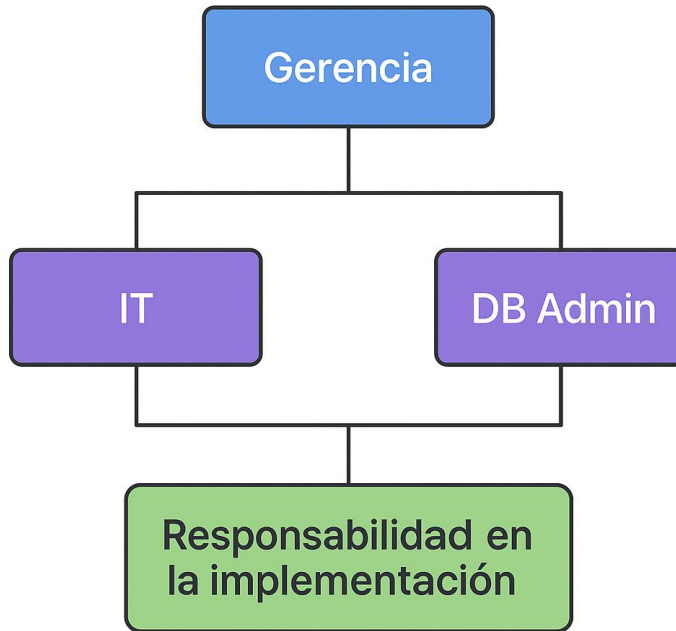 Gerencia
IT
DB Admin
Responsabilidad en
la implementación